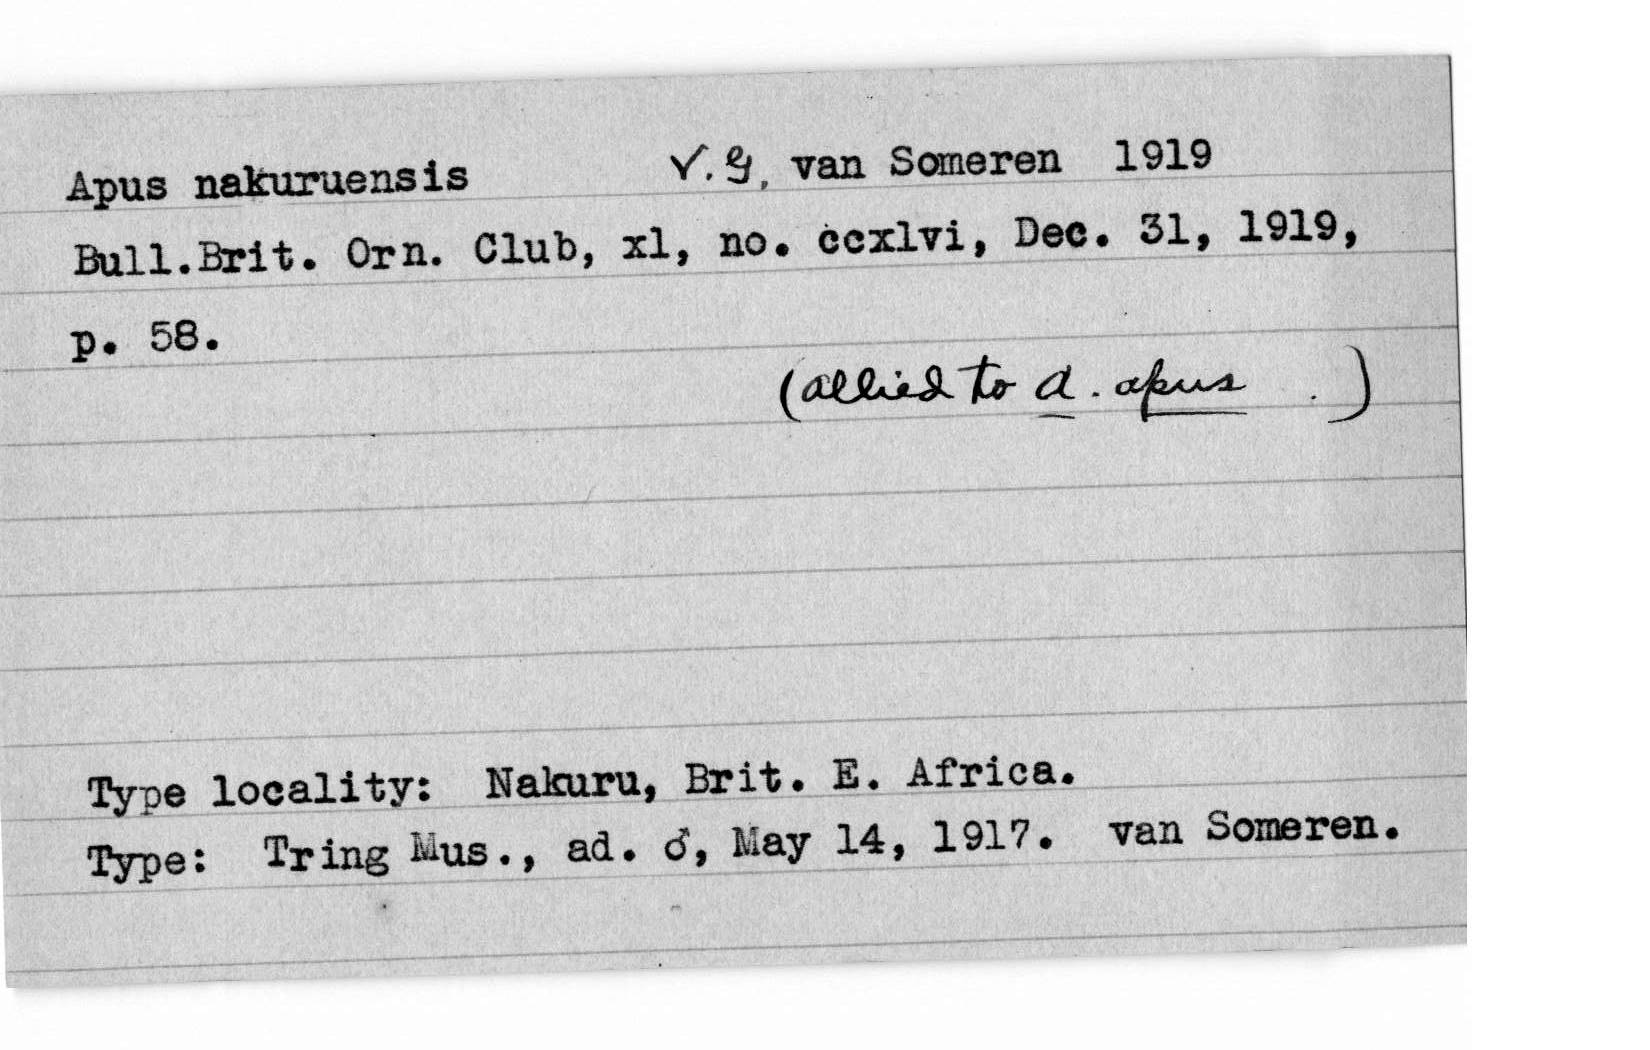 Apus nakuruensis V. G. van Someren 1919
Bull.Brit. Orn. Club, xl, no. ccxlvi, Dec. 31, 1919,
p. 58.
(allied to A. apus .)
Type locality: Nakuru, Brit. E. Africa.
Type: Tring Mus., ad. ♂, May 14, 1917. van Someren.